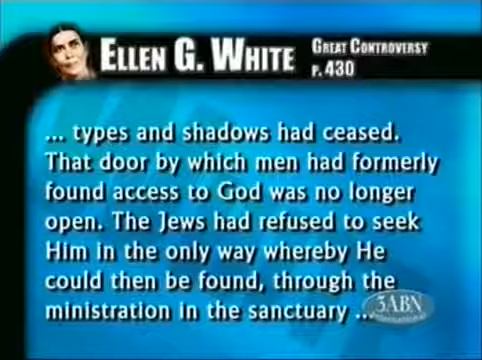 ELLEN G. WHITE
GREAT CONTROVERSY
P. 430
... types and shadows had ceased.
That door by which men had formerly
found access to God was no longer
open. The Jews had refused to seek
Him in the only way whereby He
could then be found, through the
ministration in the sanctuary ...
3ABN
INTERNATIONAL